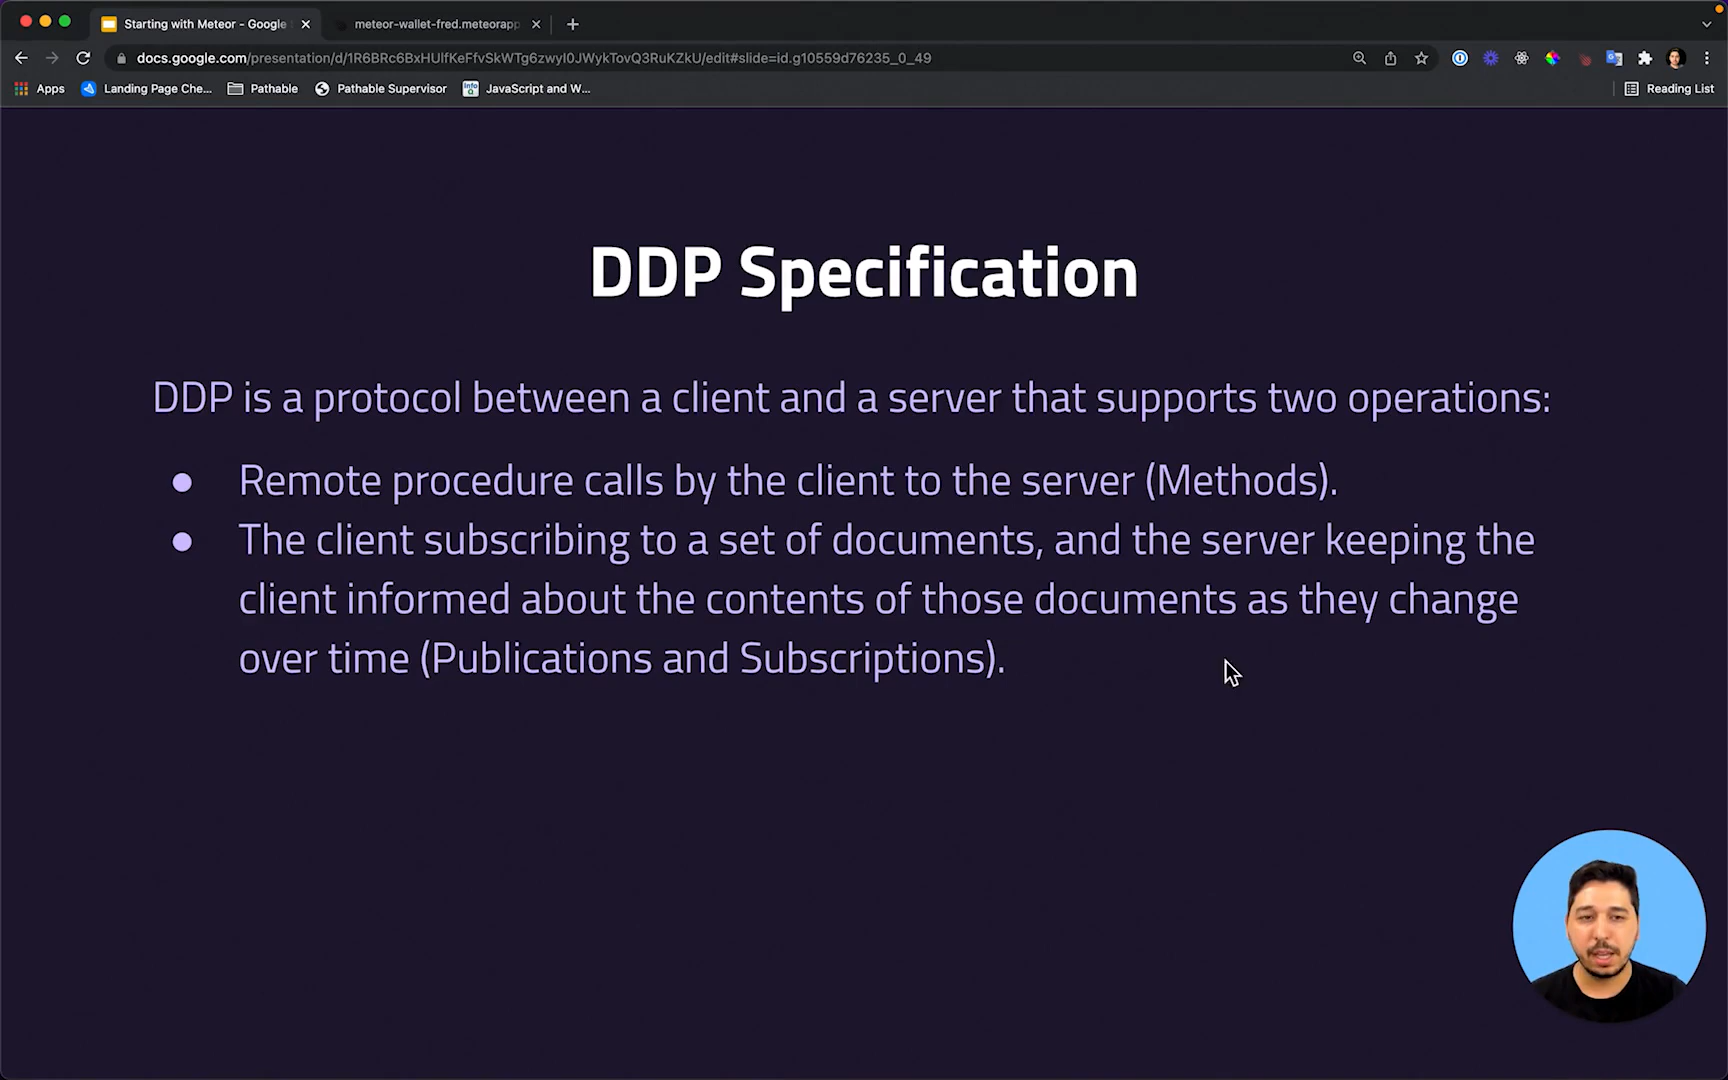 Starting with Meteor - Google
meteor-wallet-fred.meteorapp
docs.google.com/presentation/d/1R6BRc6BxHUlfKeFfvSkWTg6zwyI0JWykTovQ3RuKZkU/edit#slide=id.g10559d76235_0_49
Apps
Landing Page Che...
Pathable
Pathable Supervisor
JavaScript and W...
Reading List
DDP Specification
DDP is a protocol between a client and a server that supports two operations:
● Remote procedure calls by the client to the server (Methods).
● The client subscribing to a set of documents, and the server keeping the
client informed about the contents of those documents as they change
over time (Publications and Subscriptions).